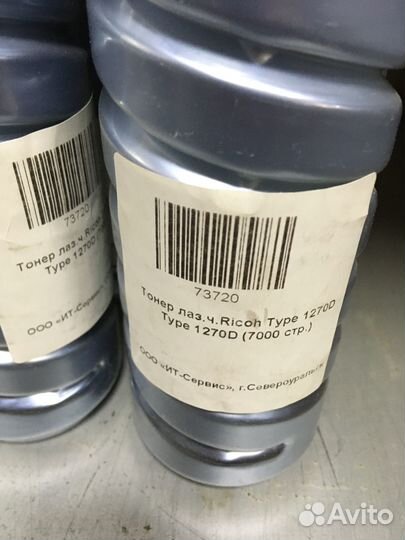 73720
Тонер лаз.ч.Ricoh
Type 1270D
ООО «ИТ-Сервис»
73720
Тонер лаз.ч.Ricoh Type 1270D
Type 1270D (7000 стр.)
ООО «ИТ-Сервис», г.Североуральск
Avito